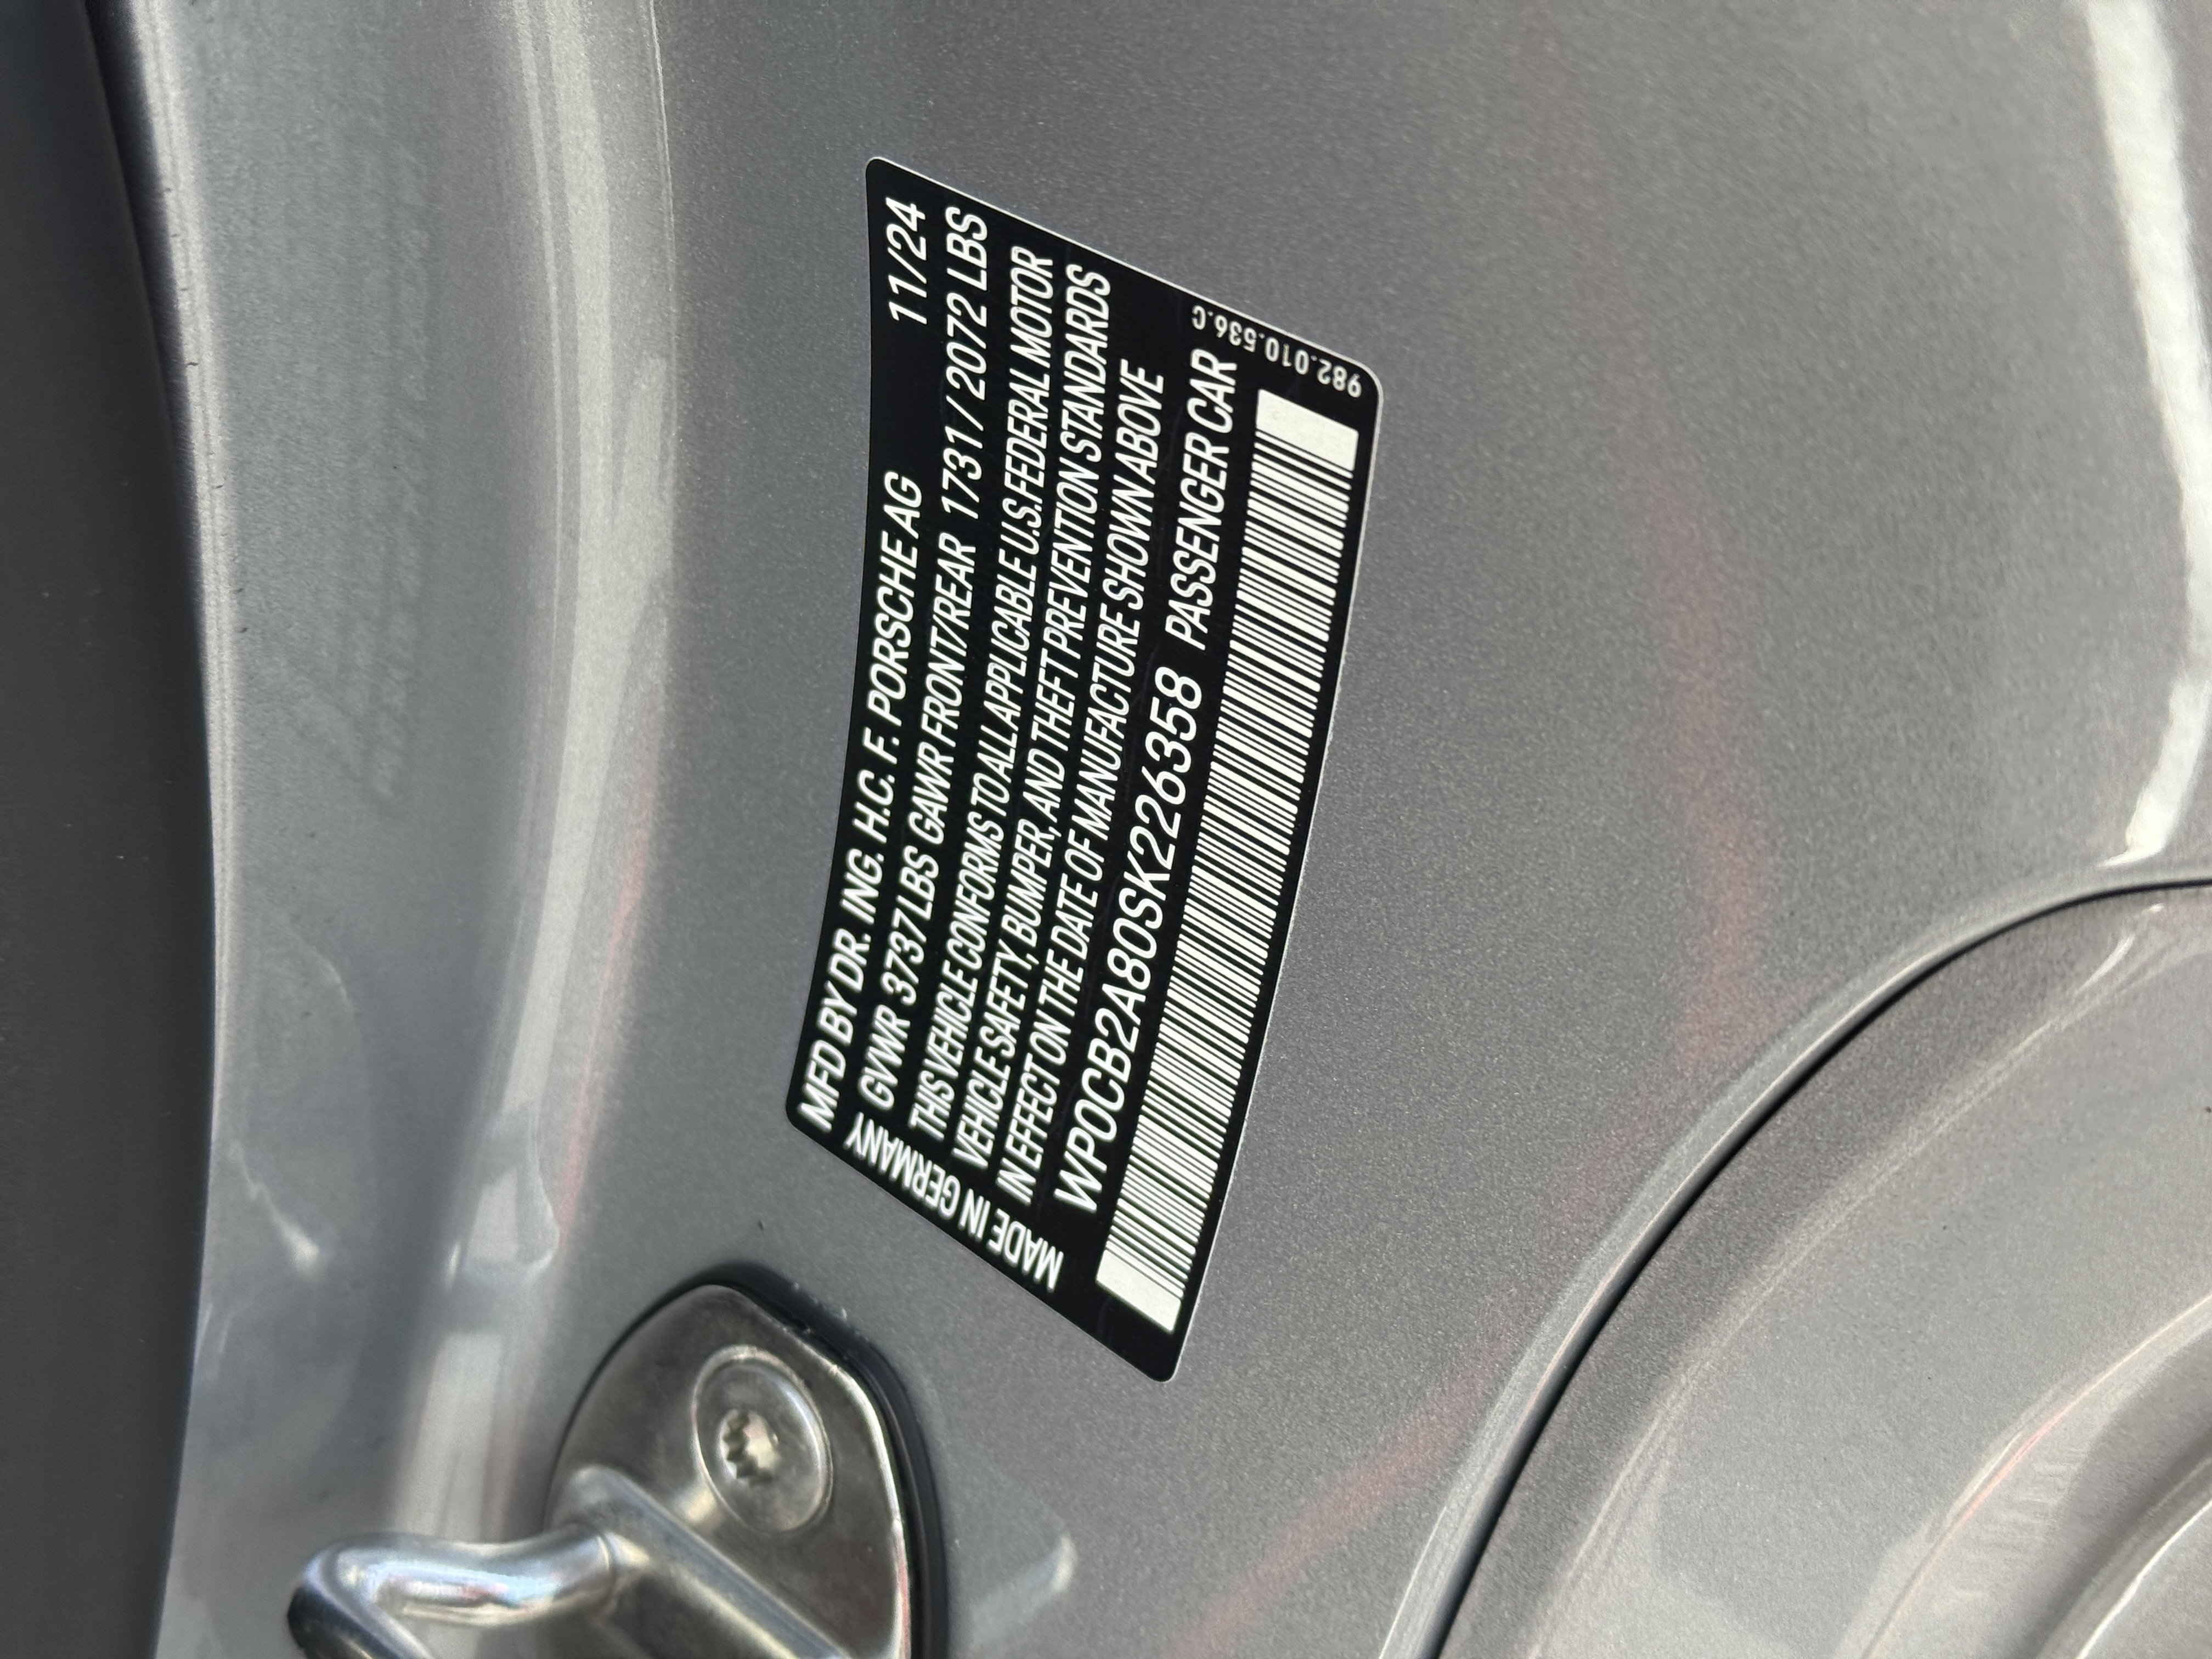 MFD BY DR. ING. H.C. F. PORSCHE AG 11/24
GVWR 3737 LBS GAWR FRONT/REAR 1731/2072 LBS
THIS VEHICLE CONFORMS TO ALL APPLICABLE U.S. FEDERAL MOTOR
VEHICLE SAFETY, BUMPER, AND THEFT PREVENTION STANDARDS
IN EFFECT ON THE DATE OF MANUFACTURE SHOWN ABOVE
WP0CB2A80SK226358 PASSENGER CAR
MADE IN GERMANY
982.010.536.C